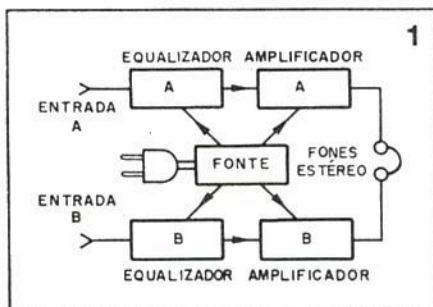 1
EQUALIZADOR AMPLIFICADOR
A A
ENTRADA
A
FONTE
FONES
ESTÉREO
ENTRADA
B
B B
EQUALIZADOR AMPLIFICADOR